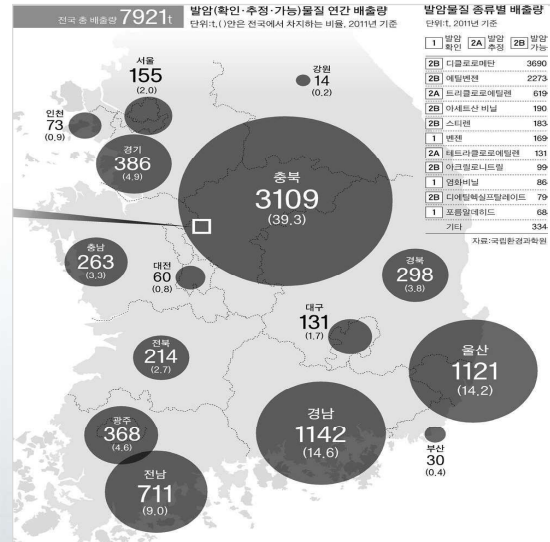 전국 총 배출량 7921t
발암(확인·추정·가능)물질 연간 배출량
단위:t, ( )안은 전국에서 차지하는 비율, 2011년 기준
발암물질 종류별 배출량
단위:t, 2011년 기준
1 발암확인 2A 발암추정 2B 발암가능
2B 디클로로메탄 3690
2B 에틸벤젠 2273
2A 트리클로로에틸렌 619
2B 아세트산 비닐 190
2B 스티렌 183
1 벤젠 169
2A 테트라클로로에틸렌 131
2B 아크릴로니트릴 99
1 염화비닐 86
2B 디에틸헥실프탈레이트 79
1 포름알데히드 68
기타 334
자료:국립환경과학원
서울
155
(2,0)
강원
14
(0.2)
인천
73
(0,9)
경기
386
(4,9)
충북
3109
(39.3)
충남
263
(3,3)
대전
60
(0,8)
경북
298
(3,8)
대구
131
(1,7)
전북
214
(2,7)
울산
1121
(14.2)
광주
368
(4,6)
경남
1142
(14.6)
부산
30
(0,4)
전남
711
(9,0)